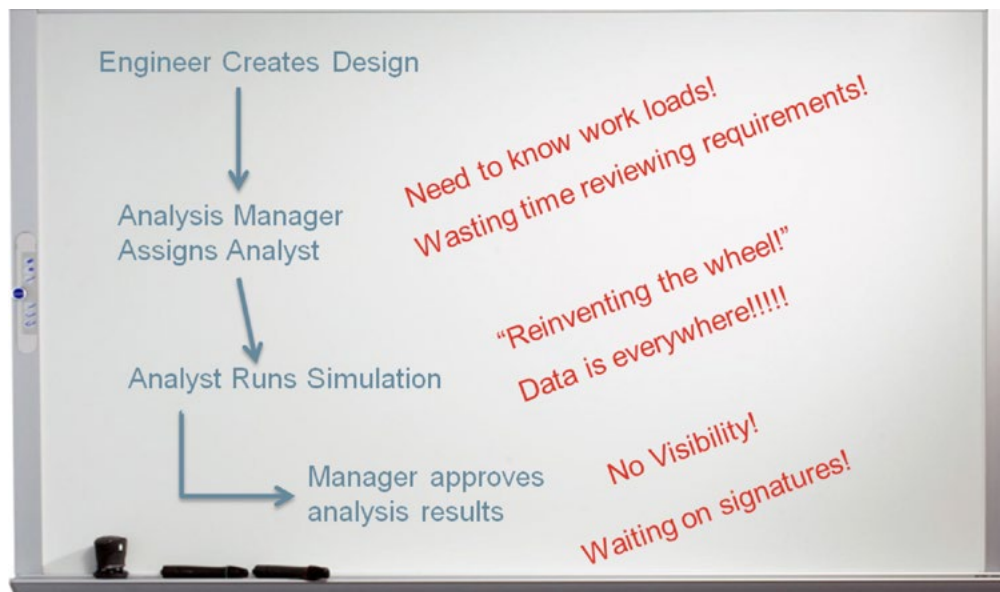 Engineer Creates Design
Need to know work loads!
Wasting time reviewing requirements!
Analysis Manager
Assigns Analyst
“Reinventing the wheel!”
Data is everywhere!!!!!
Analyst Runs Simulation
No Visibility!
Manager approves
analysis results
Waiting on signatures!